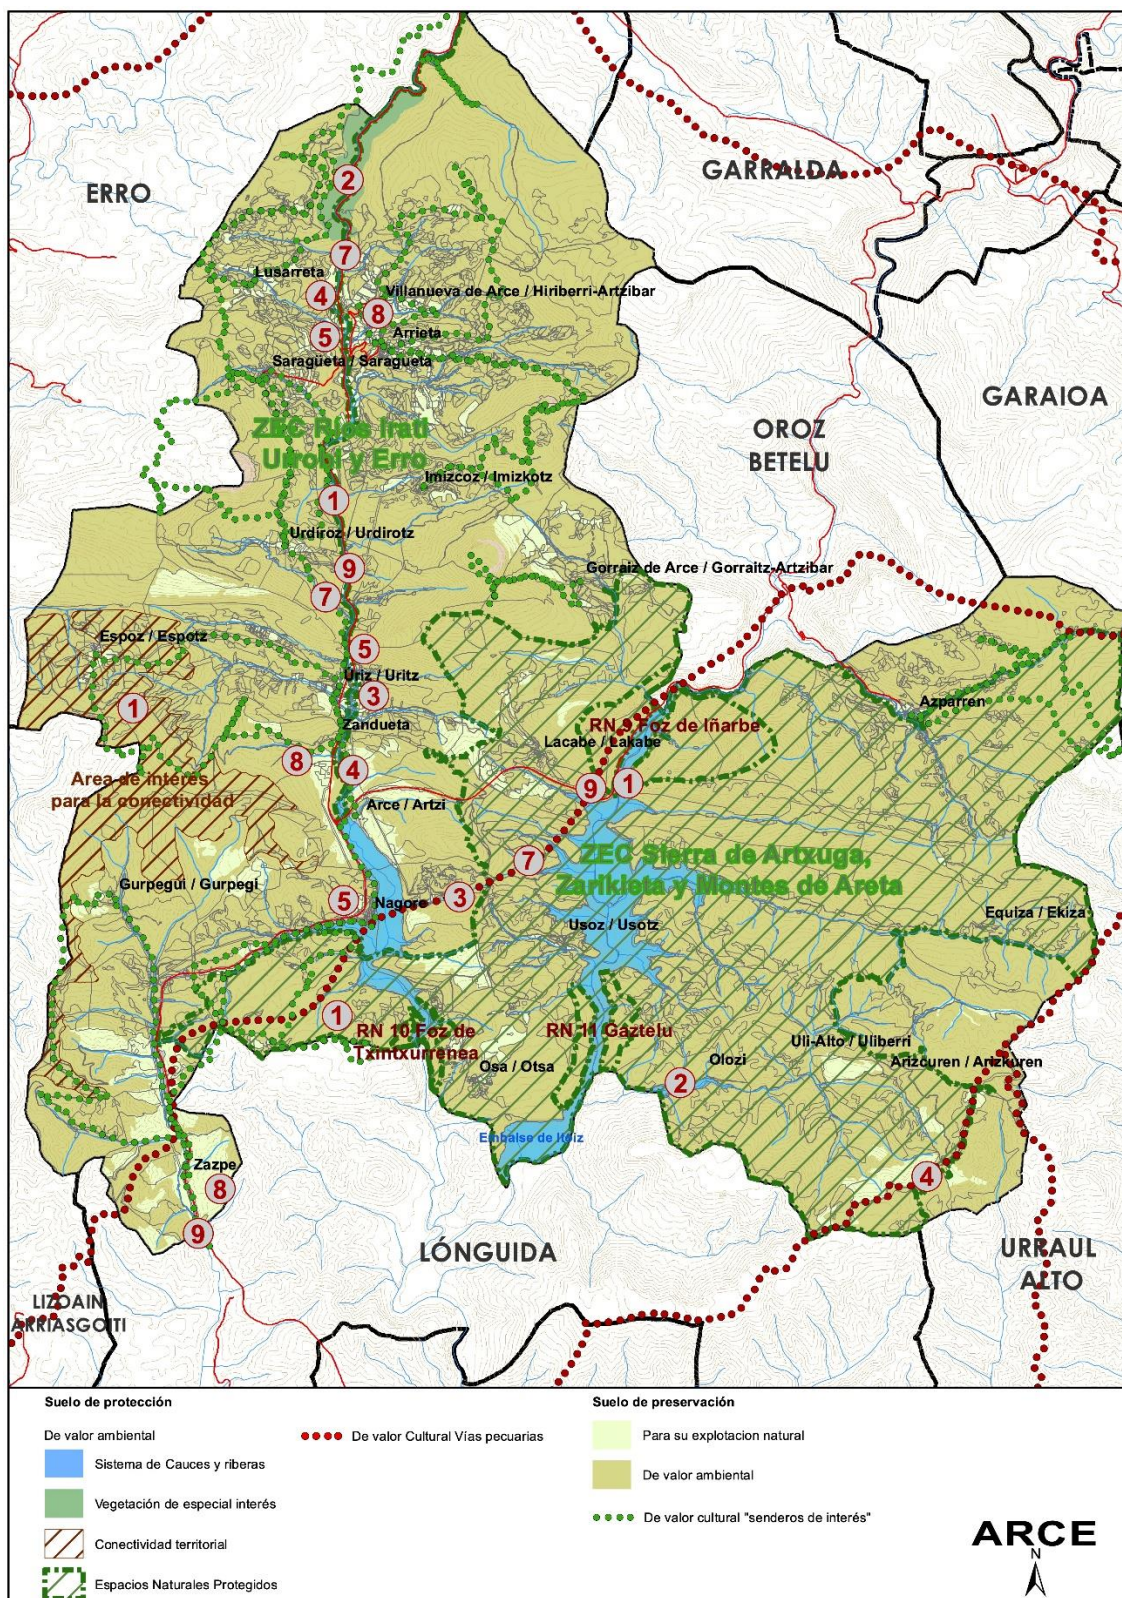 ERRO
GARRALDA
2
7
Lusarreta
4
Villanueva de Arce / Hiriberri-Artzibar
8
5
Arrieta
Saragüeta / Saragueta
GARAIOA
OROZ
BETELU
ZEC Ríos Irati
Urrobi y Erro
Imizcoz / Imizkotz
1
Urdiroz / Urdirotz
9
Gorraiz de Arce / Gorraitz-Artzibar
7
Espoz / Espotz
5
Uriz / Uritz
3
1
Zandueta
Azparren
RN 9 Foz de Iñarbe
Lacabe / Lakabe
8
4
Area de interés
para la conectividad
9
1
Arce / Artzi
7
ZEC Sierra de Artxuga,
Zarikieta y Montes de Areta
Gurpegui / Gurpegi
5
Nagore
3
Usoz / Usotz
Equiza / Ekiza
1
RN 10 Foz de
Txintxurrenea
RN 11 Gaztelu
Uli-Alto / Uliberri
Osa / Otsa
Olozi
Arizcuren / Arizkuren
2
Embalse de Itoiz
Zazpe
8
4
9
LÓNGUIDA
URRAUL
ALTO
LIZOAIN
ARRIASGOITI
Suelo de protección
De valor ambiental
De valor Cultural Vías pecuarias
Sistema de Cauces y riberas
Vegetación de especial interés
Conectividad territorial
Espacios Naturales Protegidos
Suelo de preservación
Para su explotacion natural
De valor ambiental
De valor cultural "senderos de interés"
ARCE
N